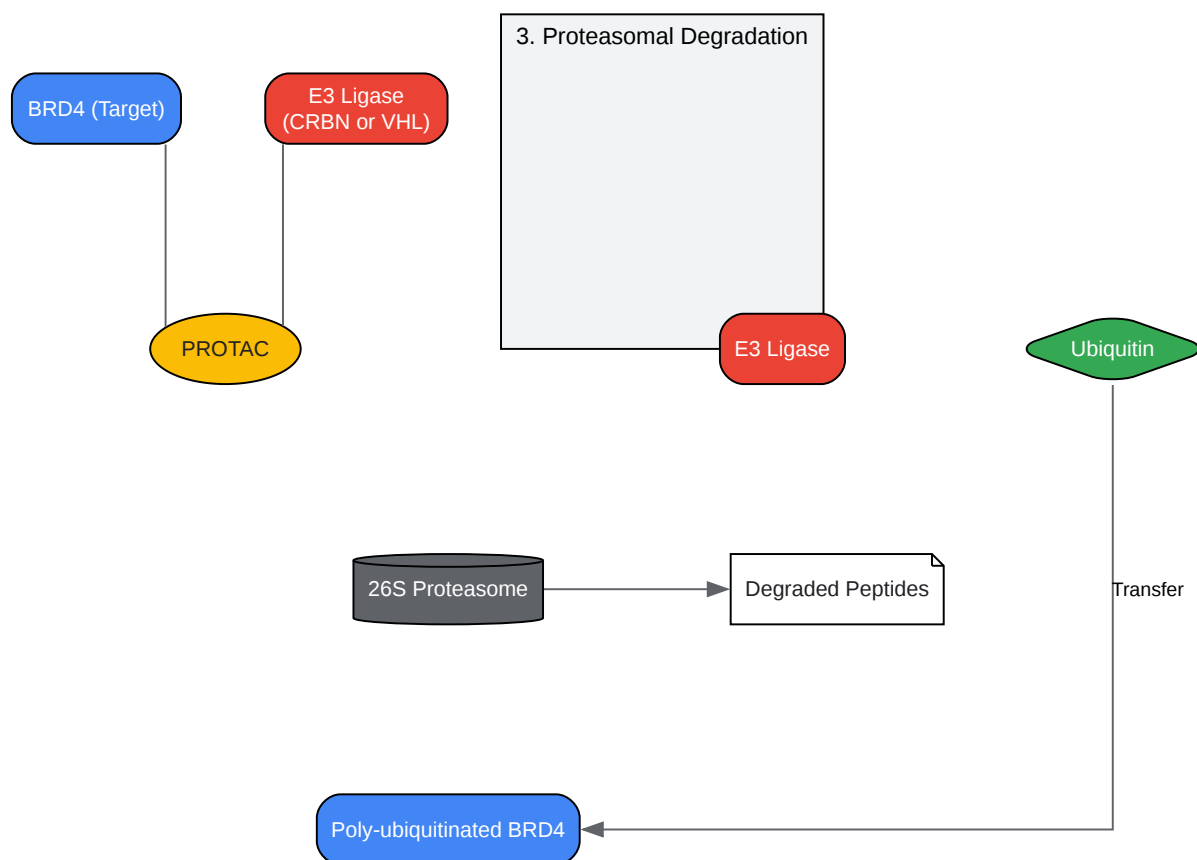 3. Proteasomal Degradation
BRD4 (Target)
E3 Ligase
(CRBN or VHL)
PROTAC
E3 Ligase
Ubiquitin
26S Proteasome
Degraded Peptides
Transfer
Poly-ubiquitinated BRD4